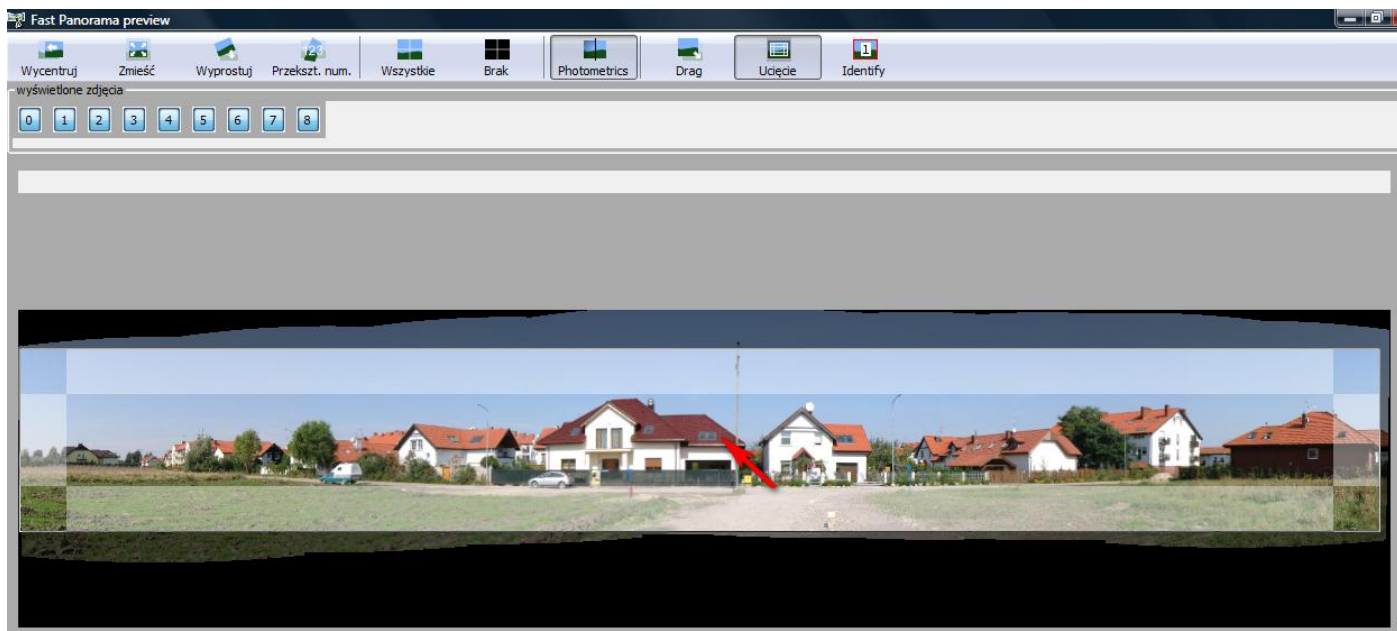 Fast Panorama preview
Wycentruj Zmieść Wyprostuj Przekszt. num. Wszystkie Brak Photometrics Drag Ucięcie Identify
wyświetlone zdjęcia
0 1 2 3 4 5 6 7 8